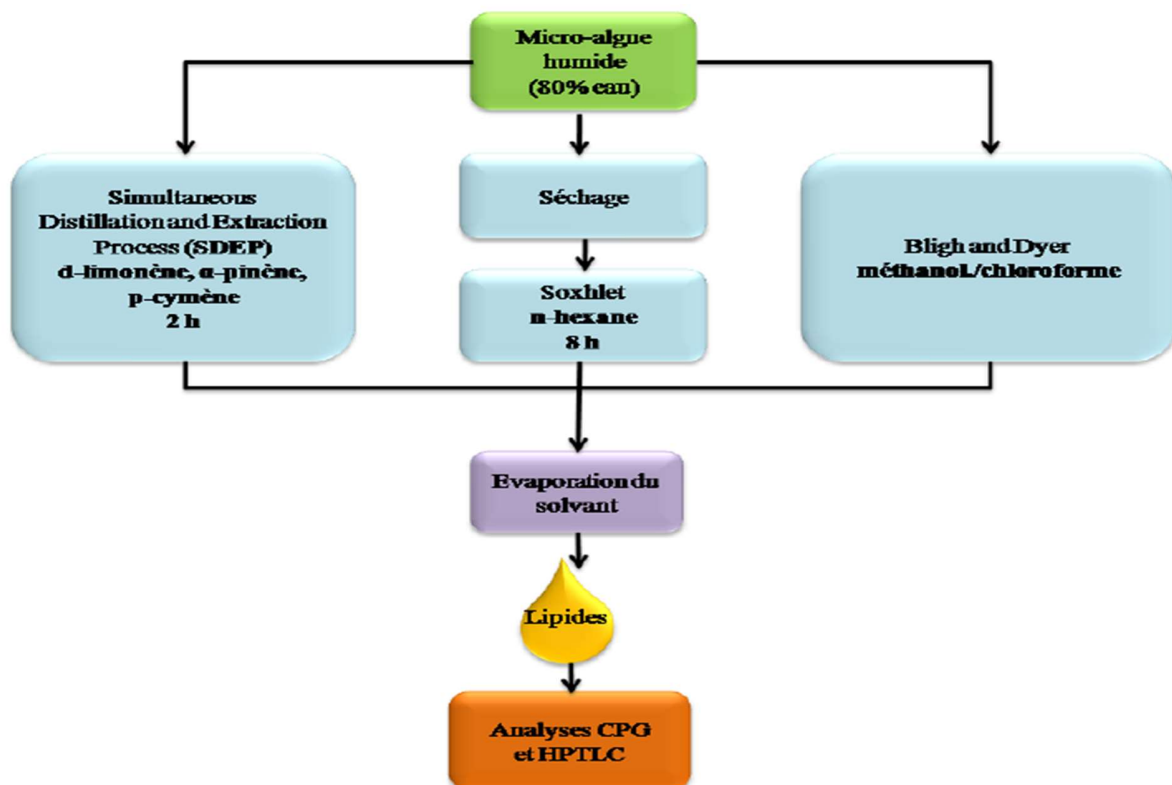 Micro-algue
humide
(80% eau)
Simultaneous
Distillation and Extraction
Process (SDEP)
d-limonène, α-pinène,
p-cymène
2 h
Séchage
Soxhlet
n-hexane
8 h
Bligh and Dyer
méthanol/chloroforme
Evaporation du
solvant
Lipides
Analyses CPG
et HPTLC